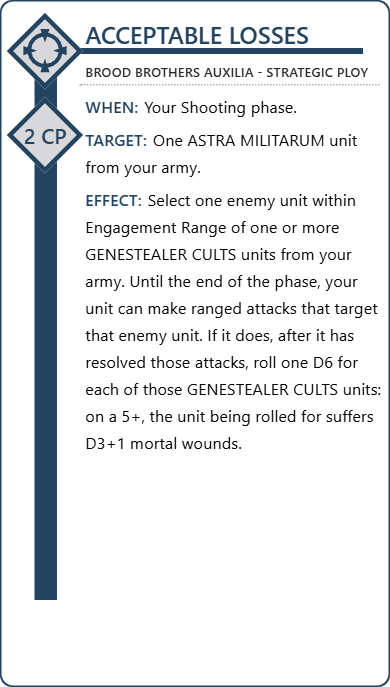 ACCEPTABLE LOSSES
BROOD BROTHERS AUXILIA - STRATEGIC PLOY
WHEN: Your Shooting phase.
2 CP
TARGET: One ASTRA MILITARUM unit
from your army.
EFFECT: Select one enemy unit within
Engagement Range of one or more
GENESTEALER CULTS units from your
army. Until the end of the phase, your
unit can make ranged attacks that target
that enemy unit. If it does, after it has
resolved those attacks, roll one D6 for
each of those GENESTEALER CULTS units:
on a 5+, the unit being rolled for suffers
D3+1 mortal wounds.